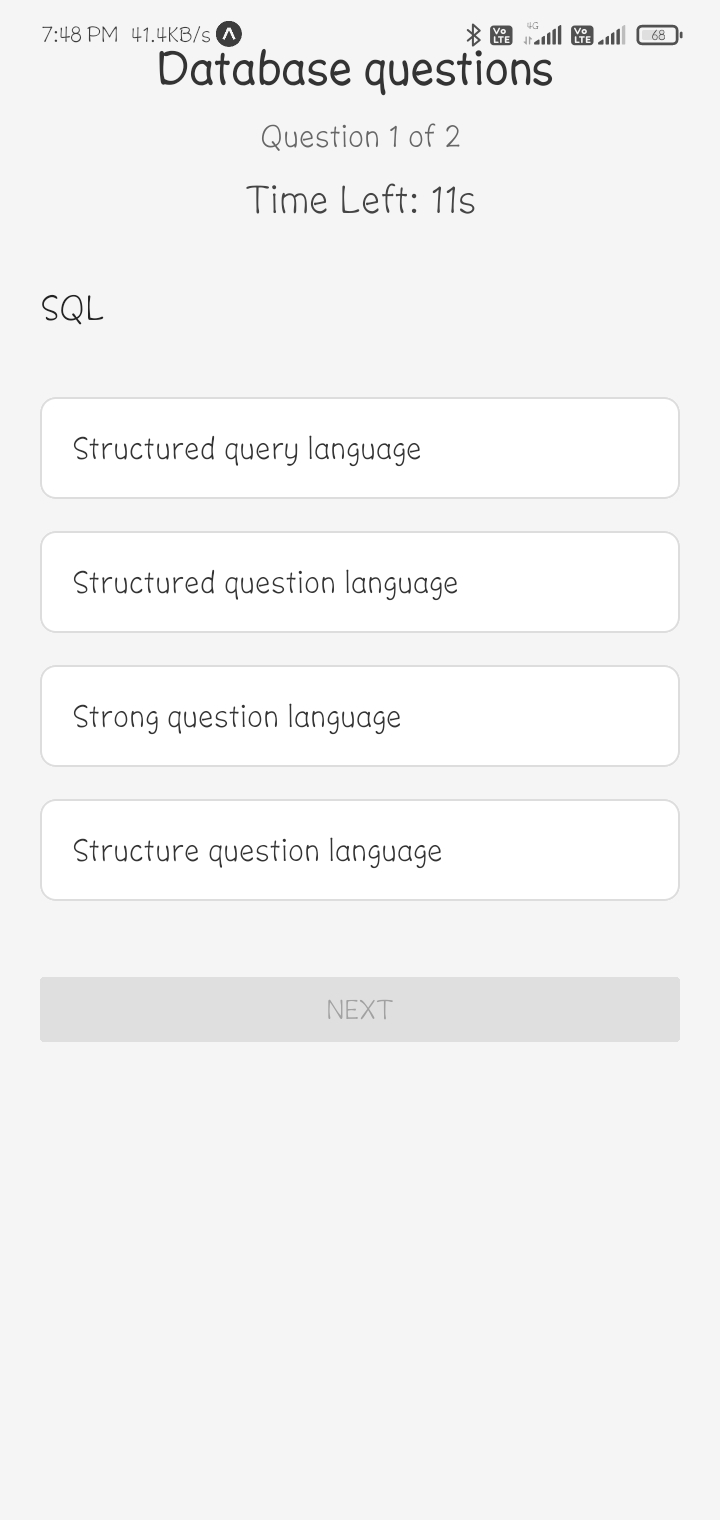 7:48 PM 41.4KB/s Vo LTE 4G Vo LTE 68
Database questions
Question 1 of 2
Time Left: 11s
SQL
Structured query language
Structured question language
Strong question language
Structure question language
NEXT